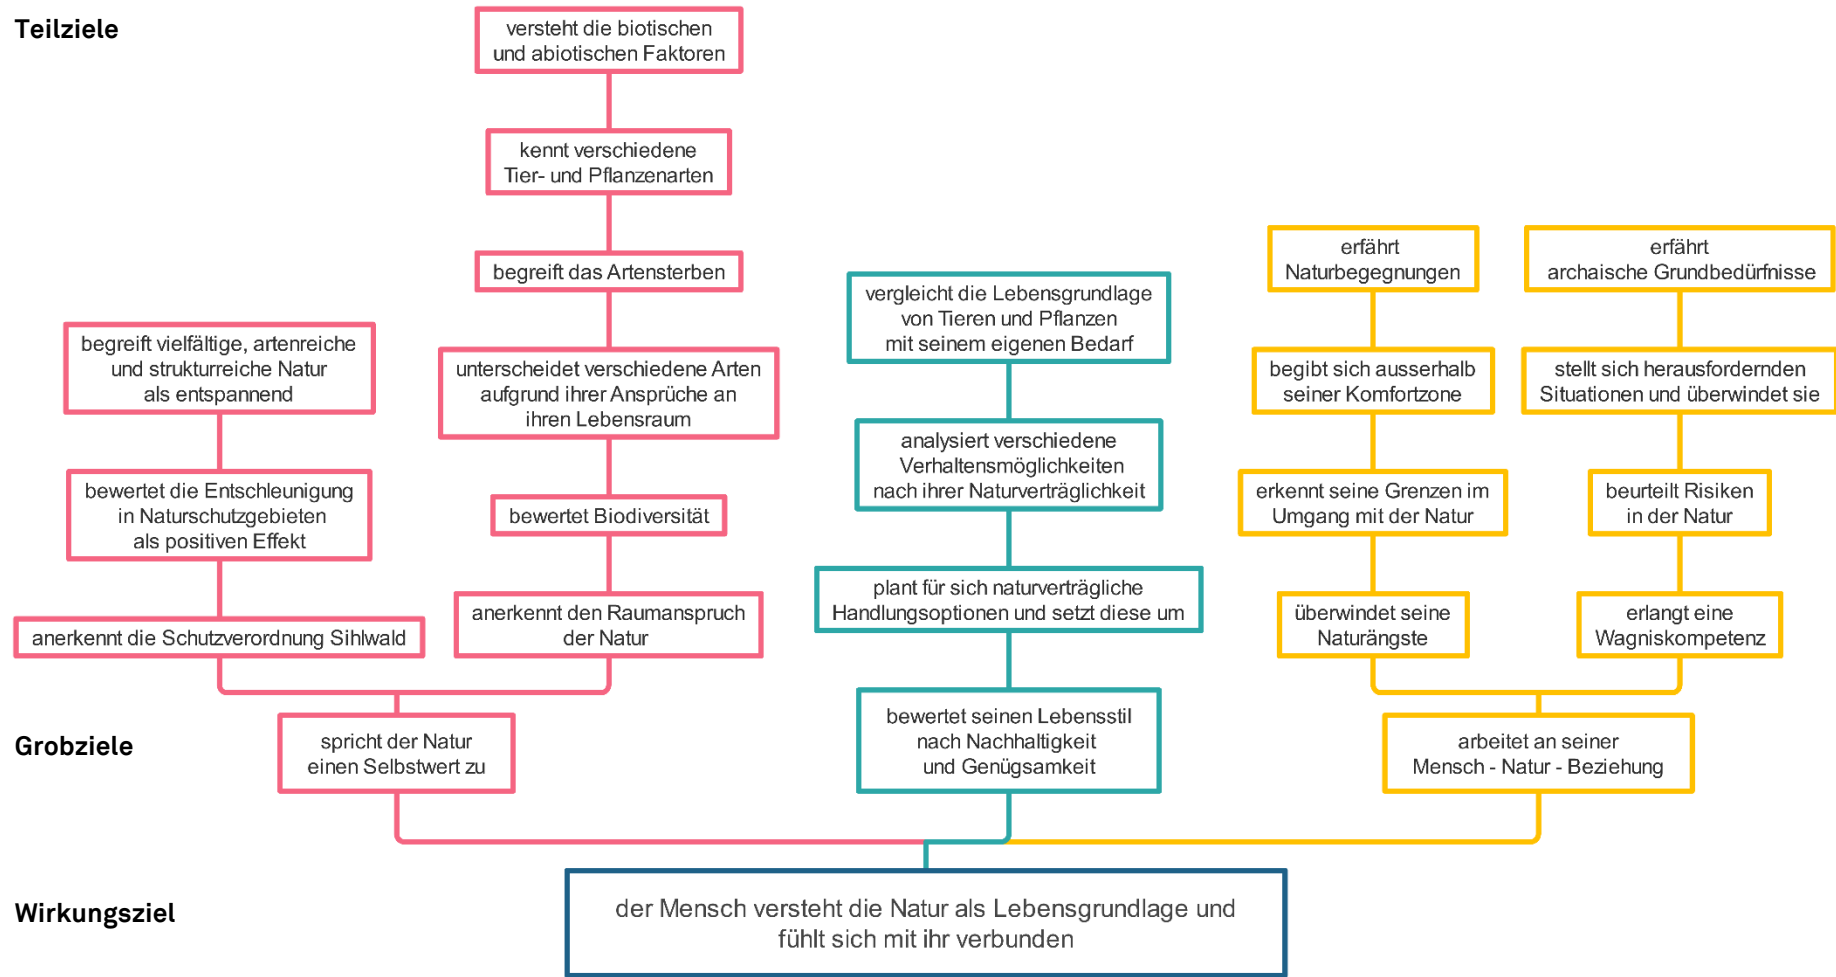 Teilziele
versteht die biotischen
und abiotischen Faktoren
kennt verschiedene
Tier- und Pflanzenarten
begreift das Artensterben
unterscheidet verschiedene Arten
aufgrund ihrer Ansprüche an
ihren Lebensraum
bewertet Biodiversität
anerkennt den Raumanspruch
der Natur
begreift vielfältige, artenreiche
und strukturreiche Natur
als entspannend
bewertet die Entschleunigung
in Naturschutzgebieten
als positiven Effekt
anerkennt die Schutzverordnung Sihlwald
vergleicht die Lebensgrundlage
von Tieren und Pflanzen
mit seinem eigenen Bedarf
analysiert verschiedene
Verhaltensmöglichkeiten
nach ihrer Naturverträglichkeit
plant für sich naturverträgliche
Handlungsoptionen und setzt diese um
erfährt
Naturbegegnungen
begibt sich ausserhalb
seiner Komfortzone
erkennt seine Grenzen im
Umgang mit der Natur
überwindet seine
Naturängste
erfährt
archaische Grundbedürfnisse
stellt sich herausfordernden
Situationen und überwindet sie
beurteilt Risiken
in der Natur
erlangt eine
Wagniskompetenz
Grobziele
spricht der Natur
einen Selbstwert zu
bewertet seinen Lebensstil
nach Nachhaltigkeit
und Genügsamkeit
arbeitet an seiner
Mensch - Natur - Beziehung
Wirkungsziel
der Mensch versteht die Natur als Lebensgrundlage und
fühlt sich mit ihr verbunden